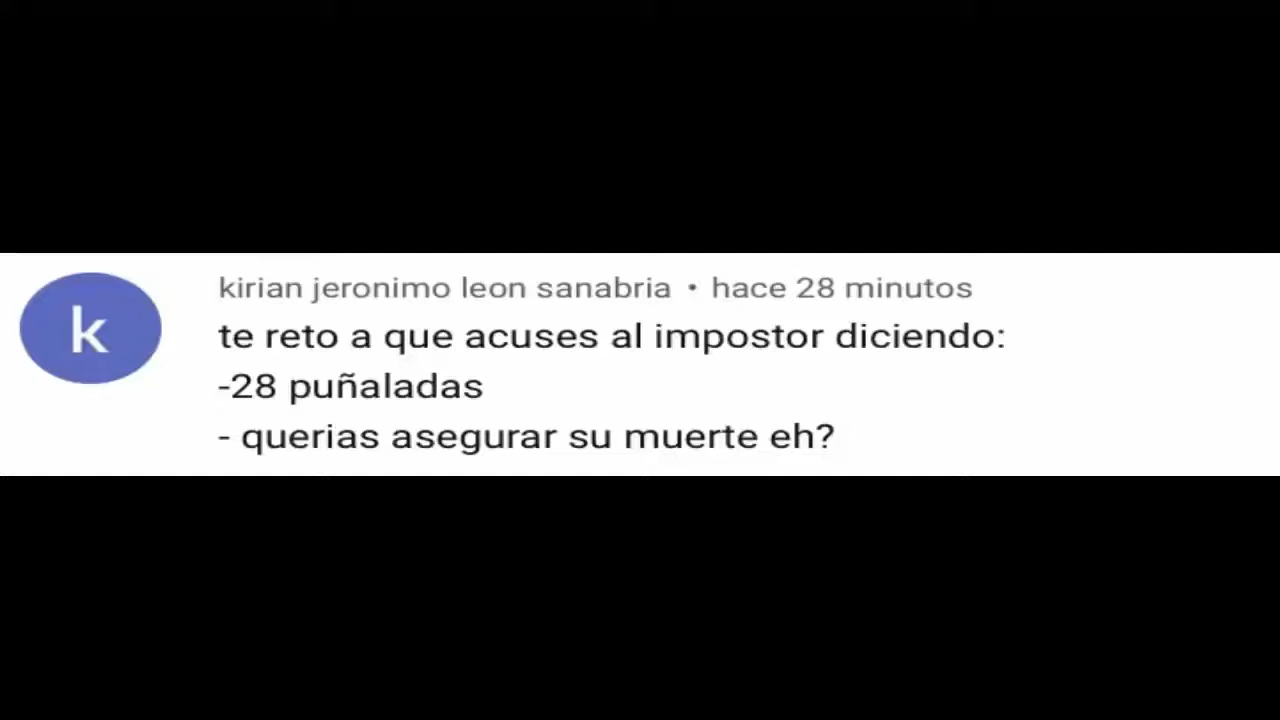 k
kirian jeronimo leon sanabria • hace 28 minutos
te reto a que acuses al impostor diciendo:
-28 puñaladas
- querias asegurar su muerte eh?